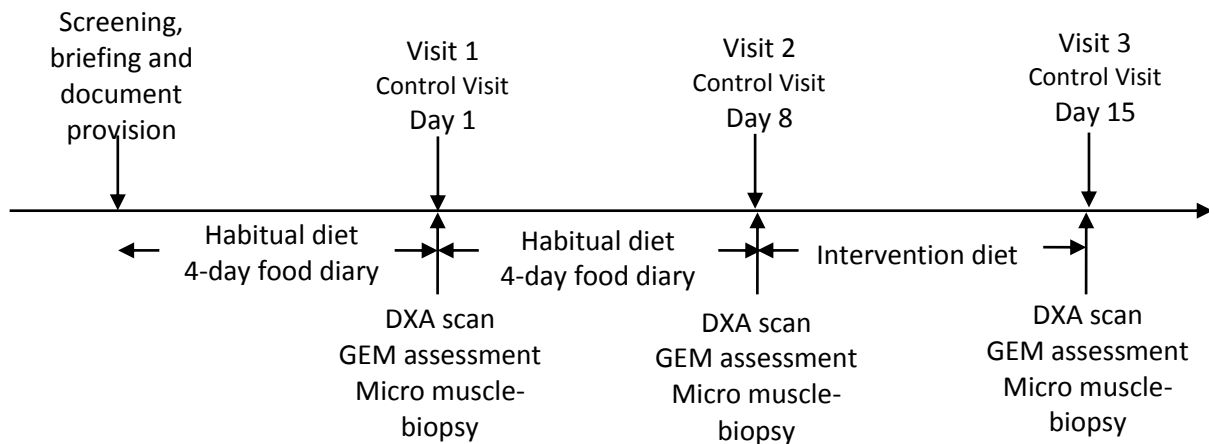 Screening,
briefing and
document
provision
Visit 1
Control Visit
Day 1
Visit 2
Control Visit
Day 8
Visit 3
Control Visit
Day 15
Habitual diet
4-day food diary
Habitual diet
4-day food diary
Intervention diet
DXA scan
GEM assessment
Micro muscle-
biopsy
DXA scan
GEM assessment
Micro muscle-
biopsy
DXA scan
GEM assessment
Micro muscle-
biopsy